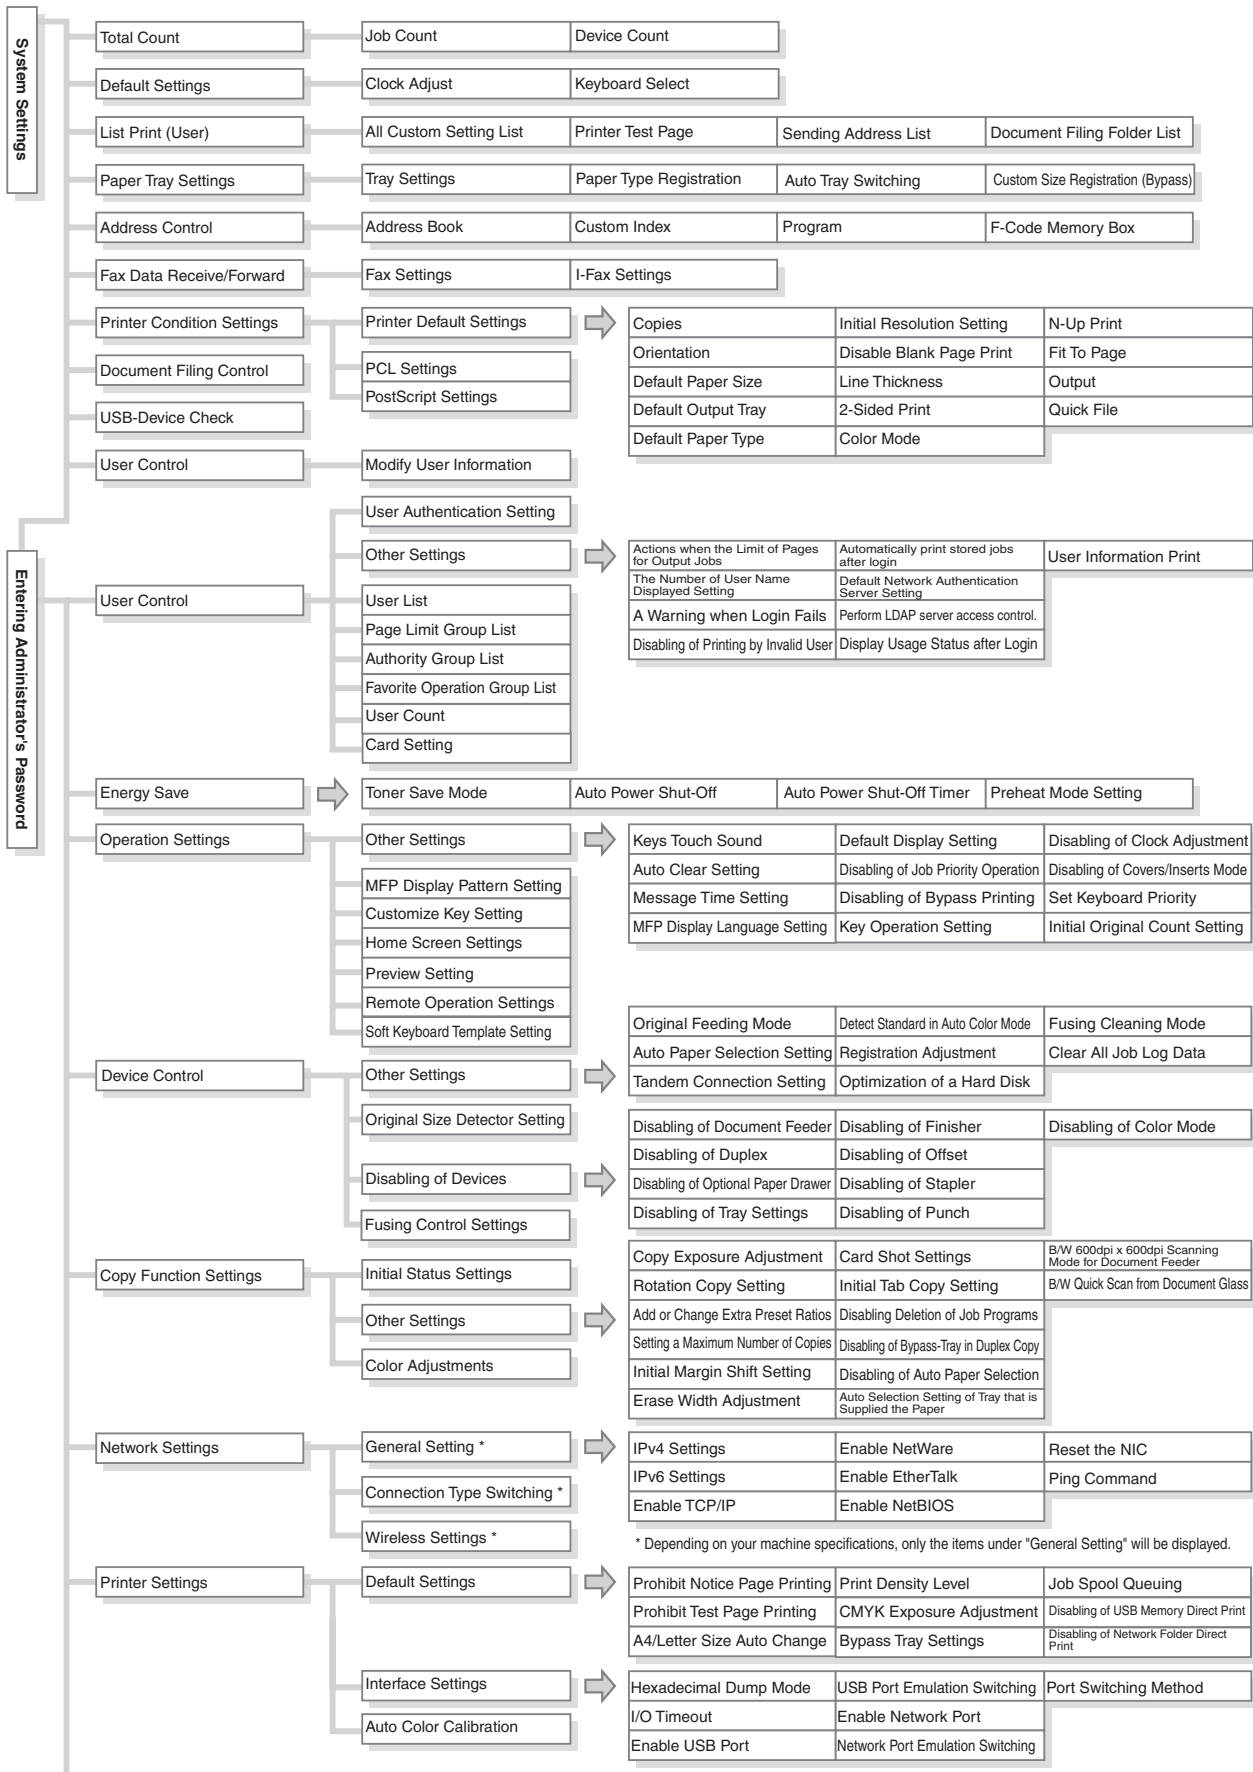 System Settings
Total Count
Job Count
Device Count
Default Settings
Clock Adjust
Keyboard Select
List Print (User)
All Custom Setting List
Printer Test Page
Sending Address List
Document Filing Folder List
Paper Tray Settings
Tray Settings
Paper Type Registration
Auto Tray Switching
Custom Size Registration (Bypass)
Address Control
Address Book
Custom Index
Program
F-Code Memory Box
Fax Data Receive/Forward
Fax Settings
I-Fax Settings
Printer Condition Settings
Printer Default Settings
PCL Settings
PostScript Settings
Copies
Initial Resolution Setting
N-Up Print
Orientation
Disable Blank Page Print
Fit To Page
Default Paper Size
Line Thickness
Output
Default Output Tray
2-Sided Print
Quick File
Default Paper Type
Color Mode
Document Filing Control
USB-Device Check
User Control
Modify User Information
Entering Administrator's Password
User Control
User Authentication Setting
Other Settings
User List
Page Limit Group List
Authority Group List
Favorite Operation Group List
User Count
Card Setting
Actions when the Limit of Pages
for Output Jobs
Automatically print stored jobs
after login
User Information Print
The Number of User Name
Displayed Setting
Default Network Authentication
Server Setting
A Warning when Login Fails
Perform LDAP server access control.
Disabling of Printing by Invalid User
Display Usage Status after Login
Energy Save
Toner Save Mode
Auto Power Shut-Off
Auto Power Shut-Off Timer
Preheat Mode Setting
Operation Settings
Other Settings
MFP Display Pattern Setting
Customize Key Setting
Home Screen Settings
Preview Setting
Remote Operation Settings
Soft Keyboard Template Setting
Keys Touch Sound
Default Display Setting
Disabling of Clock Adjustment
Auto Clear Setting
Disabling of Job Priority Operation
Disabling of Covers/Inserts Mode
Message Time Setting
Disabling of Bypass Printing
Set Keyboard Priority
MFP Display Language Setting
Key Operation Setting
Initial Original Count Setting
Device Control
Other Settings
Original Size Detector Setting
Disabling of Devices
Fusing Control Settings
Original Feeding Mode
Detect Standard in Auto Color Mode
Fusing Cleaning Mode
Auto Paper Selection Setting
Registration Adjustment
Clear All Job Log Data
Tandem Connection Setting
Optimization of a Hard Disk
Disabling of Document Feeder
Disabling of Finisher
Disabling of Color Mode
Disabling of Duplex
Disabling of Offset
Disabling of Optional Paper Drawer
Disabling of Stapler
Disabling of Tray Settings
Disabling of Punch
Copy Function Settings
Initial Status Settings
Other Settings
Color Adjustments
Copy Exposure Adjustment
Card Shot Settings
B/W 600dpi x 600dpi Scanning
Mode for Document Feeder
Rotation Copy Setting
Initial Tab Copy Setting
B/W Quick Scan from Document Glass
Add or Change Extra Preset Ratios
Disabling Deletion of Job Programs
Setting a Maximum Number of Copies
Disabling of Bypass-Tray in Duplex Copy
Initial Margin Shift Setting
Disabling of Auto Paper Selection
Erase Width Adjustment
Auto Selection Setting of Tray that is
Supplied the Paper
Network Settings
General Setting *
Connection Type Switching *
Wireless Settings *
IPv4 Settings
Enable NetWare
Reset the NIC
IPv6 Settings
Enable EtherTalk
Ping Command
Enable TCP/IP
Enable NetBIOS
* Depending on your machine specifications, only the items under "General Setting" will be displayed.
Printer Settings
Default Settings
Interface Settings
Auto Color Calibration
Prohibit Notice Page Printing
Print Density Level
Job Spool Queuing
Prohibit Test Page Printing
CMYK Exposure Adjustment
Disabling of USB Memory Direct Print
A4/Letter Size Auto Change
Bypass Tray Settings
Disabling of Network Folder Direct
Print
Hexadecimal Dump Mode
USB Port Emulation Switching
Port Switching Method
I/O Timeout
Enable Network Port
Enable USB Port
Network Port Emulation Switching